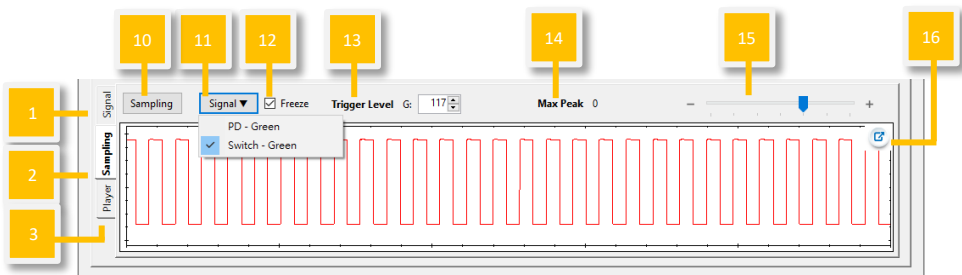 10
11
12
13
14
15
16
1
2
3
Signal
Sampling
Player
Sampling
Signal ▼
Freeze
Trigger Level G: 117
Max Peak 0
− +
PD - Green
Switch - Green